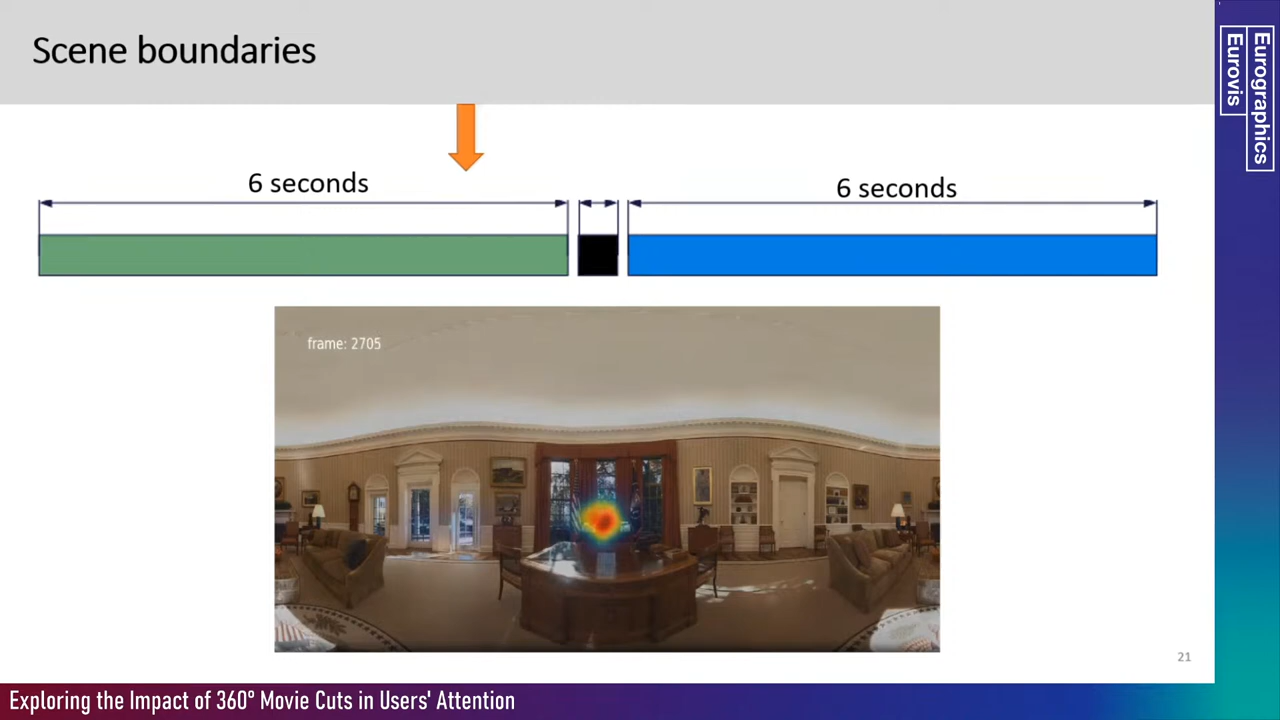 Scene boundaries
6 seconds
6 seconds
frame: 2705
21
Exploring the Impact of 360° Movie Cuts in Users' Attention
Eurographics
Eurovis